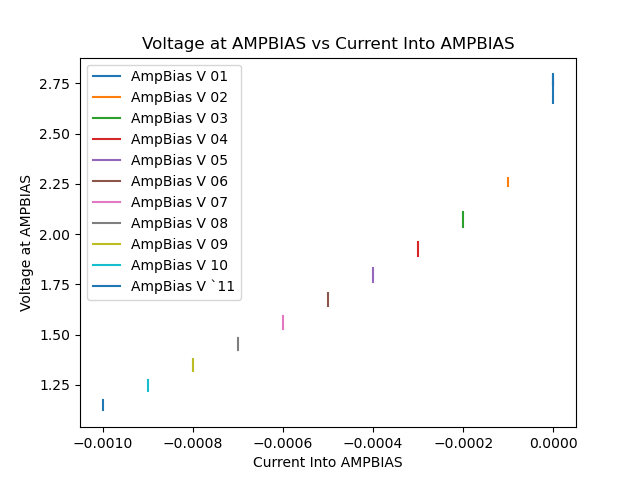 Voltage at AMPBIAS vs Current Into AMPBIAS
AmpBias V 01
AmpBias V 02
AmpBias V 03
AmpBias V 04
AmpBias V 05
AmpBias V 06
AmpBias V 07
AmpBias V 08
AmpBias V 09
AmpBias V 10
AmpBias V `11
Voltage at AMPBIAS
2.75
2.50
2.25
2.00
1.75
1.50
1.25
−0.0010 −0.0008 −0.0006 −0.0004 −0.0002 0.0000
Current Into AMPBIAS